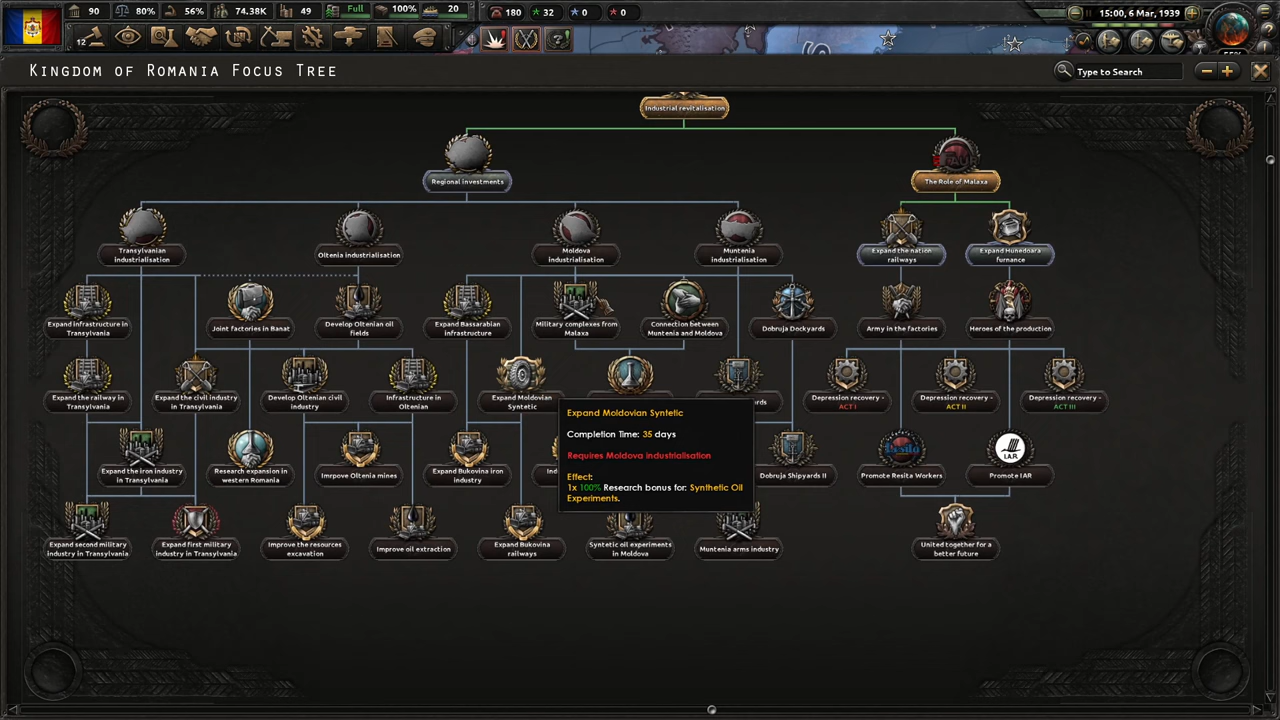 90
80%
56%
74.38K
49
Full
100%
20
180
32
0
0
15:00, 6 Mar, 1939
12
Kingdom of Romania Focus Tree
Type to Search
Industrial revitalisation
Regional investments
The Role of Malaxa
Transylvanian
industrialisation
Oltenia industrialisation
Moldova
industrialisation
Muntenia
industrialisation
Expand the nation
railways
Expand Hunedoara
furnance
Expand infrastructure in
Transylvania
Joint factories in Banat
Develop Oltenian oil
fields
Expand Bassarabian
infrastructure
Military complexes from
Malaxa
Connection between
Muntenia and Moldova
Dobruja Dockyards
Army in the factories
Heroes of the production
Expand the railway in
Transylvania
Expand the civil industry
in Transylvania
Develop Oltenian civil
industry
Infrastructure in
Oltenian
Expand Moldovian
Syntetic
Depression recovery -
ACT I
Depression recovery -
ACT II
Depression recovery -
ACT III
Expand Moldovian Syntetic
Completion Time: 35 days
Requires Moldova industrialisation
Effect:
1x 100% Research bonus for: Synthetic Oil
Experiments.
Expand the iron industry
in Transylvania
Research expansion in
western Romania
Improve Oltenia mines
Expand Bukovina iron
industry
Dobruja Shipyards II
Promote Resita Workers
I.A.R.
Promote IAR
Expand second military
industry in Transylvania
Expand first military
industry in Transylvania
Improve the resources
excavation
Improve oil extraction
Expand Bukovina
railways
Syntetic oil experiments
in Moldova
Muntenia arms industry
United together for a
better future